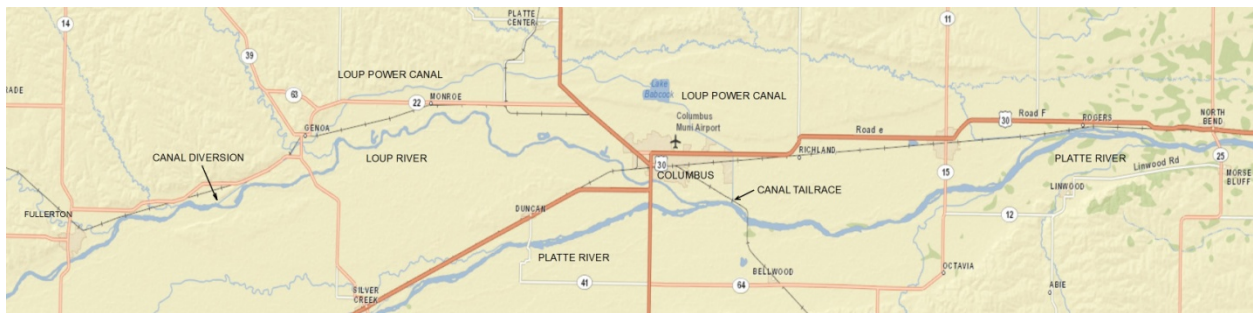 PLATTE
CENTER
14
11
39
LOUP POWER CANAL
RADE
63
22
MONROE
Lake
Babcock
LOUP POWER CANAL
GENOA
Columbus
Muni Airport
Road e
30
Road F
ROGERS
NORTH
BEND
CANAL DIVERSION
LOUP RIVER
30
COLUMBUS
RICHLAND
PLATTE RIVER
Linwood Rd
25
MORSE
BLUFF
15
CANAL TAILRACE
LINWOOD
FULLERTON
DUNCAN
12
PLATTE RIVER
BELLWOOD
OCTAVIA
41
64
ABIE
SILVER
CREEK